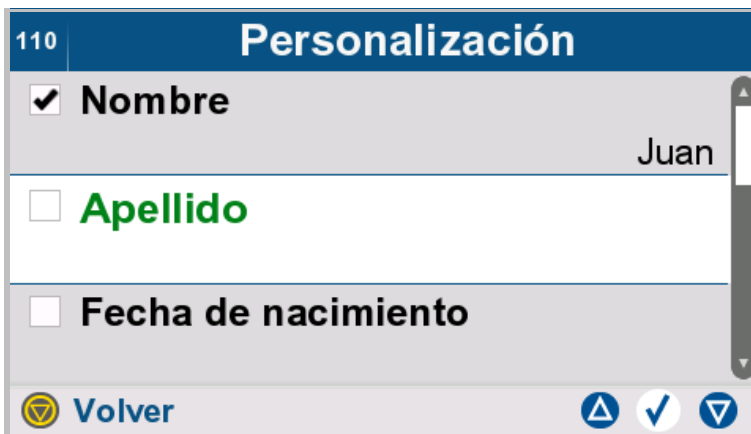 110 Personalización
Nombre
Juan
Apellido
Fecha de nacimiento
Volver